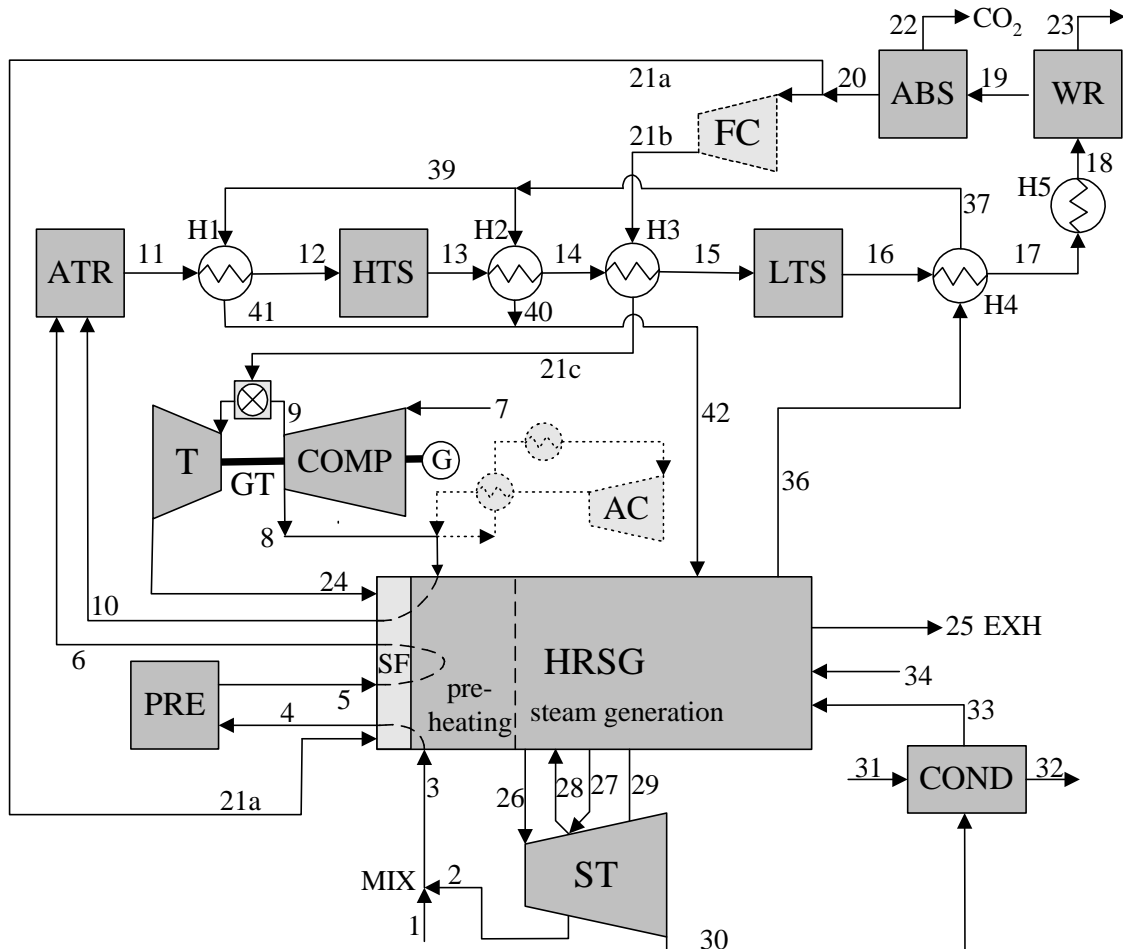 22
CO2
23
21a
20
ABS
19
WR
FC
21b
18
39
H5
37
H1
H2
H3
ATR
11
12
HTS
13
14
15
LTS
16
17
H4
41
40
21c
42
9
7
T
COMP
G
GT
36
AC
8
24
10
25 EXH
6
SF
HRSG
34
PRE
5
pre-
heating
steam generation
4
33
31
COND
32
3
26
28
27
29
21a
ST
MIX
2
1
30